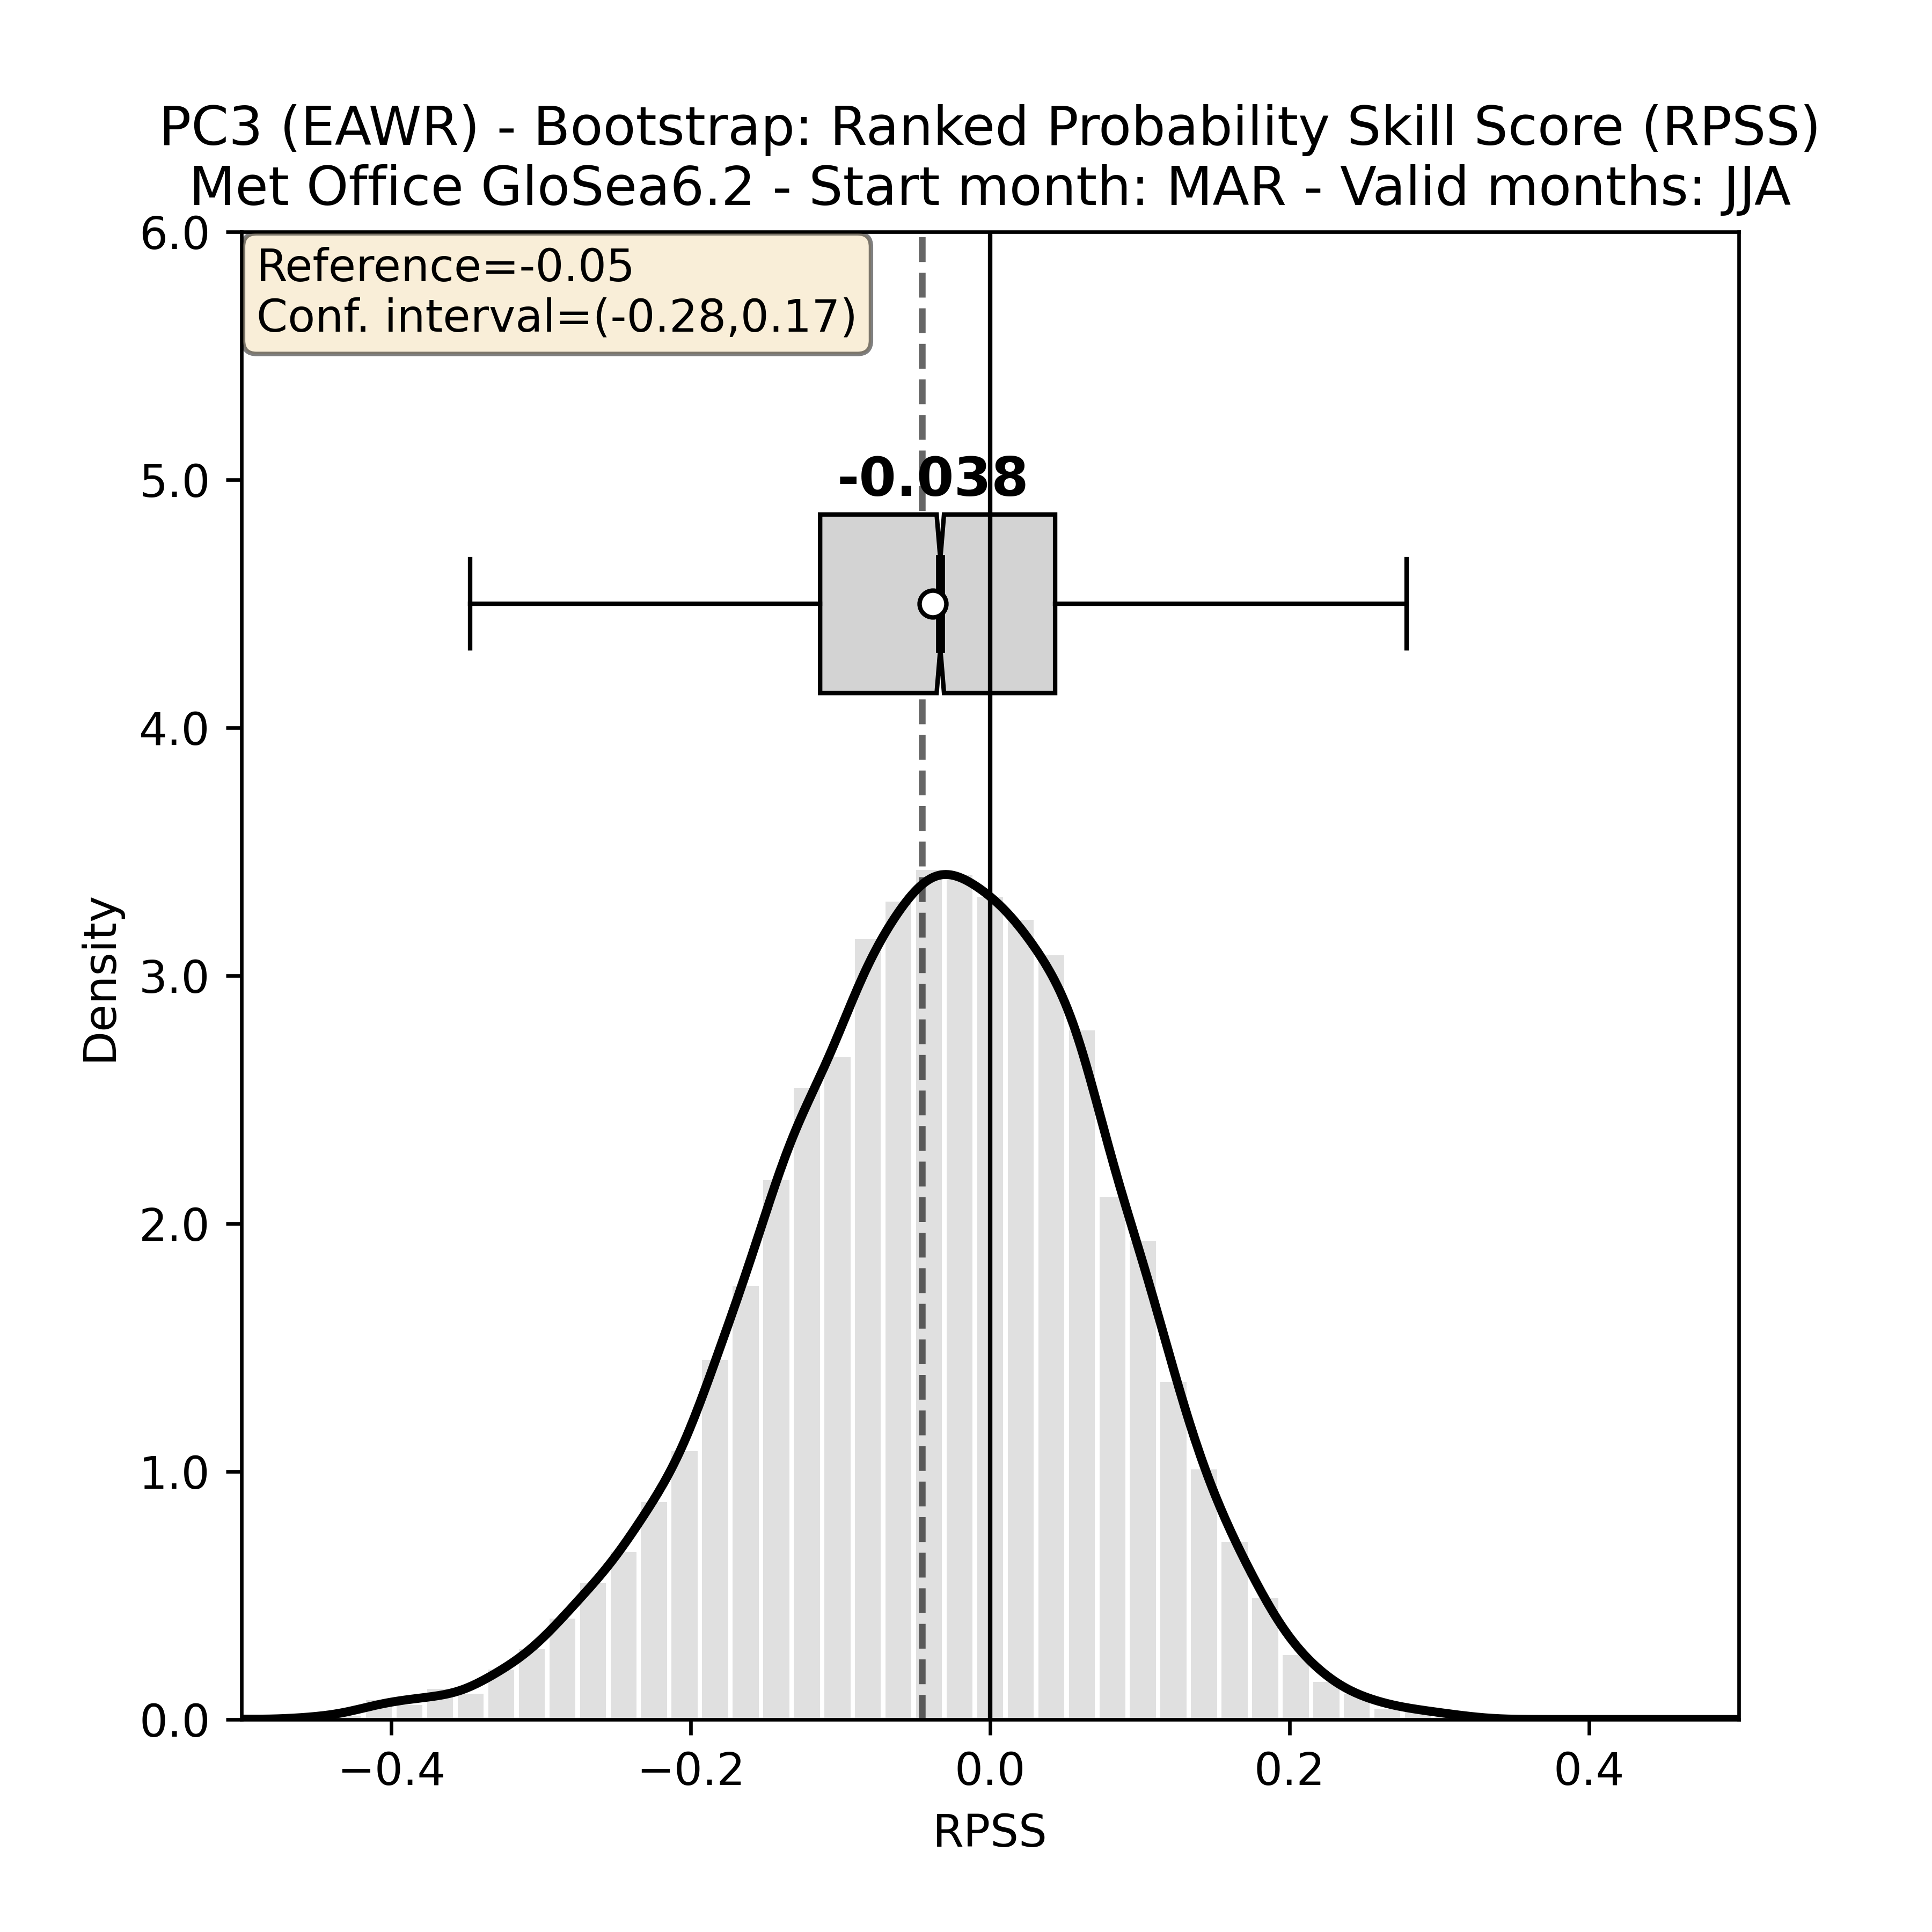 PC3 (EAWR) - Bootstrap: Ranked Probability Skill Score (RPSS)
Met Office GloSea6.2 - Start month: MAR - Valid months: JJA
6.0
Reference=-0.05
Conf. interval=(-0.28,0.17)
-0.038
5.0
4.0
3.0
2.0
1.0
0.0
Density
−0.4
−0.2
0.0
0.2
0.4
RPSS